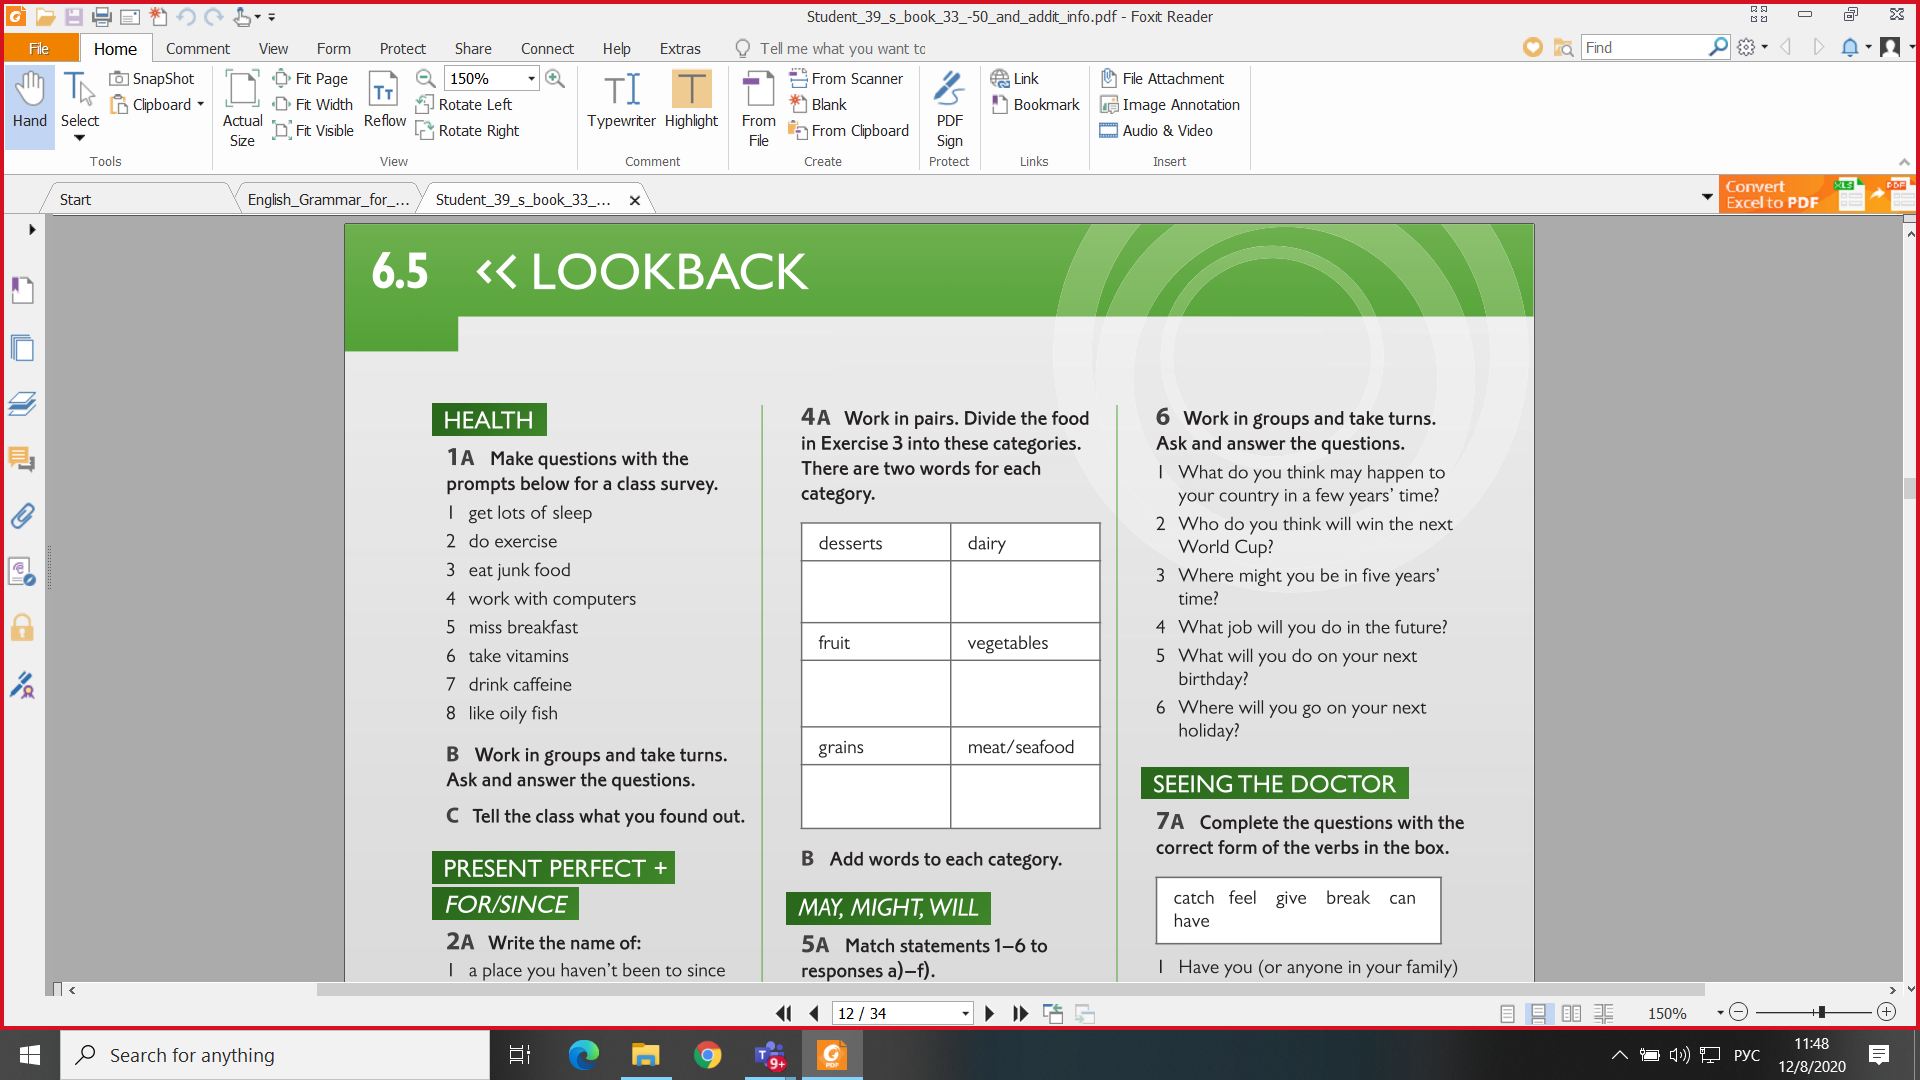 Student_39_s_book_33_-50_and_addit_info.pdf - Foxit Reader
File
Home
Comment
View
Form
Protect
Share
Connect
Help
Extras
Tell me what you want to
Find
Hand
Select
SnapShot
Clipboard
Tools
Actual
Size
Fit Page
Fit Width
Fit Visible
Reflow
150%
Rotate Left
Rotate Right
View
Typewriter
Highlight
Comment
From
File
From Scanner
Blank
From Clipboard
Create
PDF
Sign
Protect
Link
Bookmark
Links
File Attachment
Image Annotation
Audio & Video
Insert
Start
English_Grammar_for_...
Student_39_s_book_33_...
Convert
Excel to PDF
XLS
PDF
6.5 << LOOKBACK
HEALTH
1A Make questions with the
prompts below for a class survey.
1 get lots of sleep
2 do exercise
3 eat junk food
4 work with computers
5 miss breakfast
6 take vitamins
7 drink caffeine
8 like oily fish
B Work in groups and take turns.
Ask and answer the questions.
C Tell the class what you found out.
PRESENT PERFECT +
FOR/SINCE
2A Write the name of:
1 a place you haven't been to since
4A Work in pairs. Divide the food
in Exercise 3 into these categories.
There are two words for each
category.
desserts dairy
fruit vegetables
grains meat/seafood
B Add words to each category.
MAY, MIGHT, WILL
5A Match statements 1–6 to
responses a)–f).
6 Work in groups and take turns.
Ask and answer the questions.
1 What do you think may happen to
your country in a few years' time?
2 Who do you think will win the next
World Cup?
3 Where might you be in five years'
time?
4 What job will you do in the future?
5 What will you do on your next
birthday?
6 Where will you go on your next
holiday?
SEEING THE DOCTOR
7A Complete the questions with the
correct form of the verbs in the box.
catch feel give break can
have
1 Have you (or anyone in your family)
12 / 34
150%
Search for anything
9+
PDF
РУС
11:48
12/8/2020